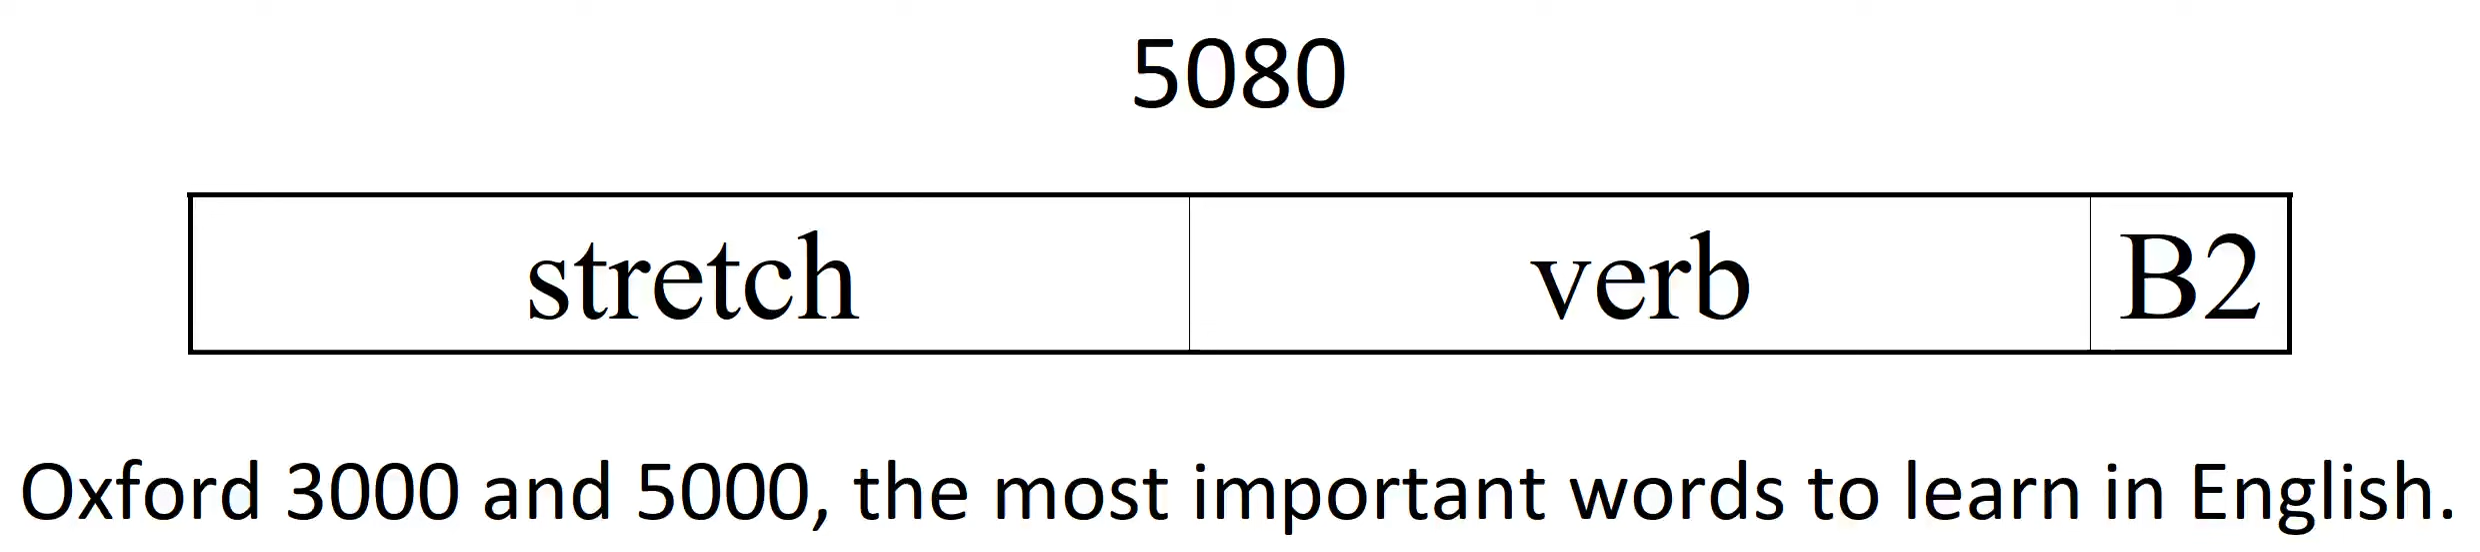 5080
stretch verb B2
Oxford 3000 and 5000, the most important words to learn in English.